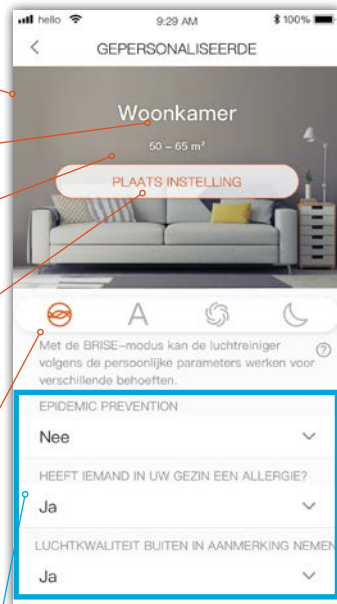 hello 9:29 AM 100%
GEPERSONALISEERDE
Woonkamer
50 – 65 m²
PLAATS INSTELLING
A
Met de BRISE-modus kan de luchtreiniger
volgens de persoonlijke parameters werken voor
verschillende behoeften.
?
EPIDEMIC PREVENTION
Nee
HEEFT IEMAND IN UW GEZIN EEN ALLERGIE?
Ja
LUCHTKWALITEIT BUITEN IN AANMERKING NEMEN
Ja